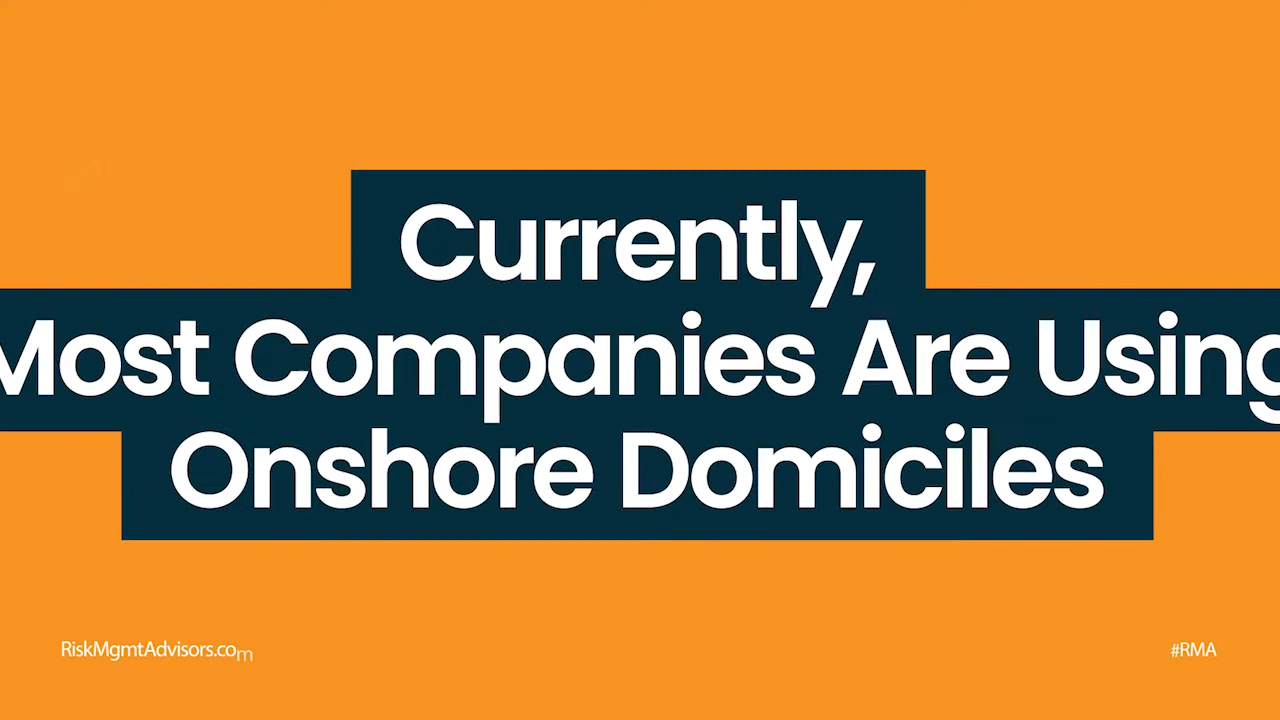 Currently,
Most Companies Are Using
Onshore Domiciles
RiskMgmtAdvisors.com
#RMA